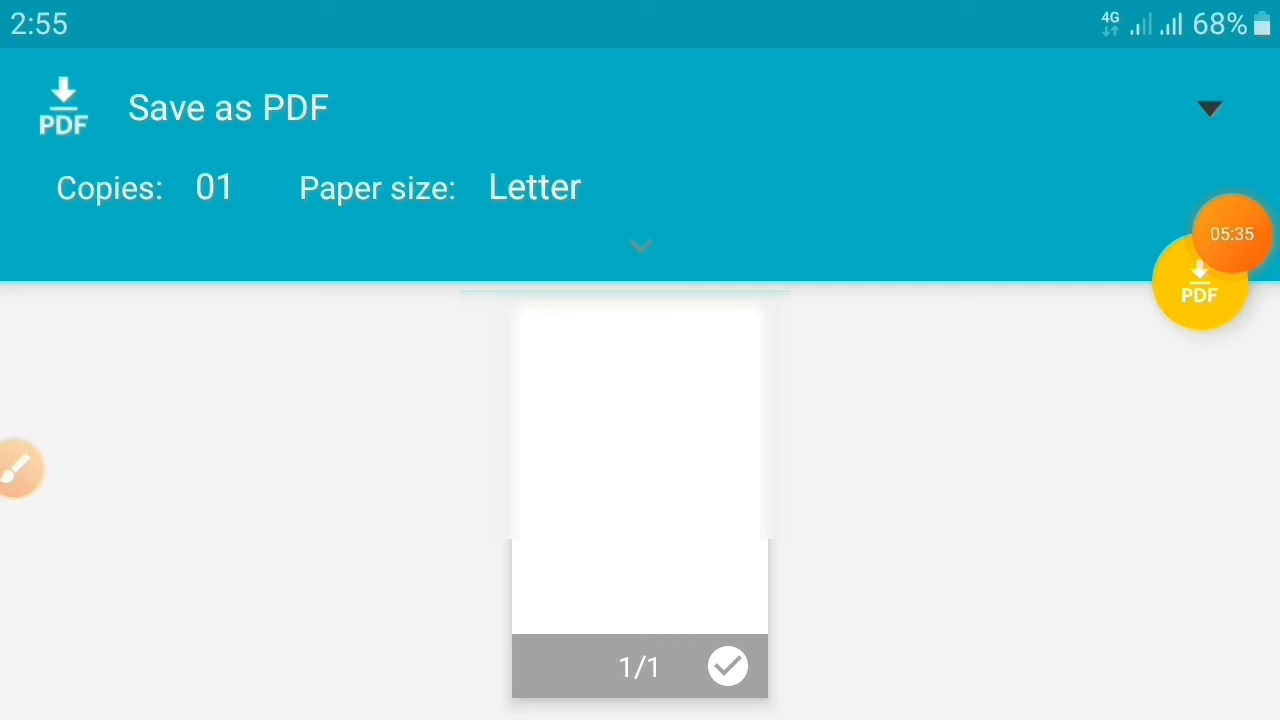 2:55
4G
68%
PDF
Save as PDF
Copies: 01 Paper size: Letter
05:35
PDF
1/1